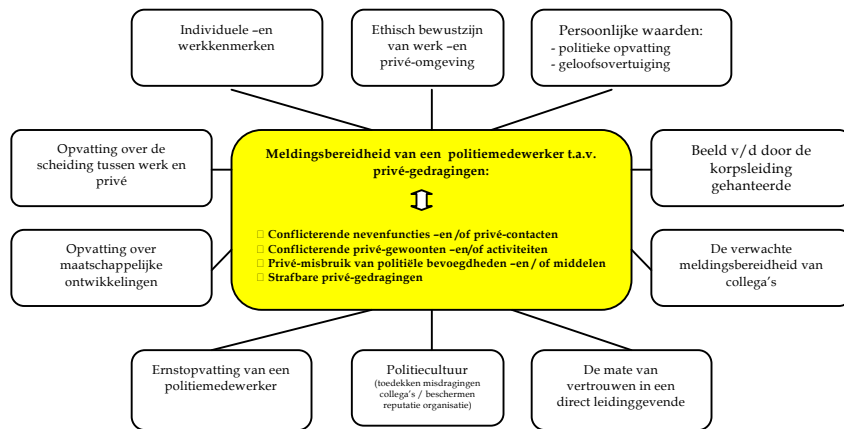 Individuele –en
werkkenmerken
Ethisch bewustzijn
van werk –en
privé-omgeving
Persoonlijke waarden:
- politieke opvatting
- geloofsovertuiging
Opvatting over de
scheiding tussen werk en
privé
Meldingsbereidheid van een politiemedewerker t.a.v.
privé-gedragingen:
Beeld v/d door de
korpsleiding
gehanteerde
□ Conflicterende nevenfuncties –en /of privé-contacten
□ Conflicterende privé-gewoonten –en/of activiteiten
□ Privé-misbruik van politiële bevoegdheden –en / of middelen
□ Strafbare privé-gedragingen
Opvatting over
maatschappelijke
ontwikkelingen
De verwachte
meldingsbereidheid van
collega's
Ernstopvatting van een
politiemedewerker
Politiecultuur
(toedekken misdragingen
collega's / beschermen
reputatie organisatie)
De mate van
vertrouwen in een
direct leidinggevende